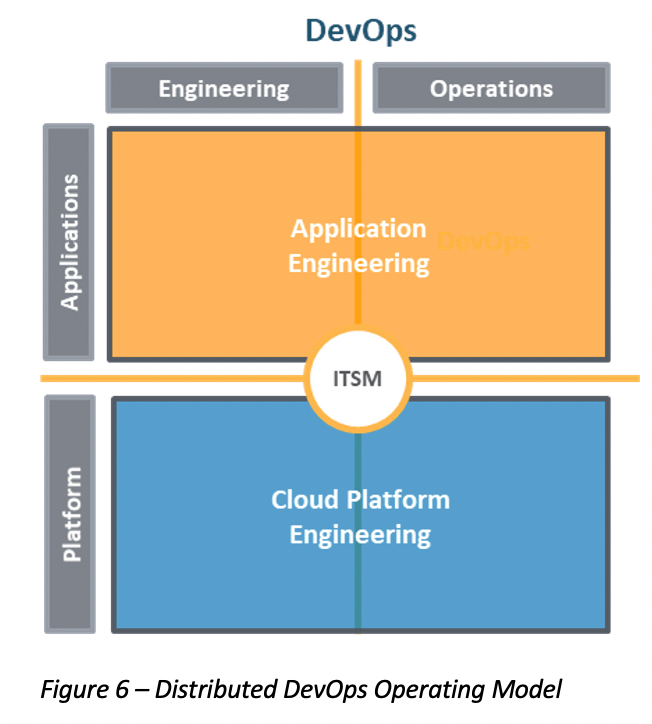 DevOps
Engineering
Operations
Applications
Application
Engineering
DevOps
ITSM
Platform
Cloud Platform
Engineering
Figure 6 – Distributed DevOps Operating Model